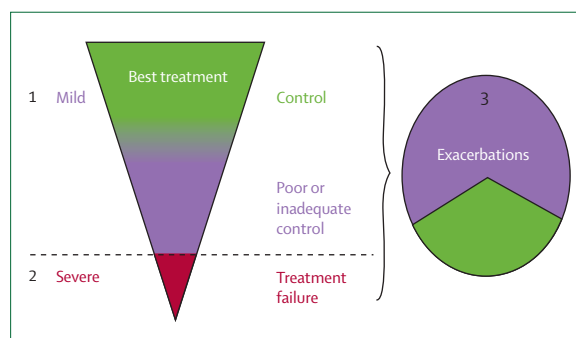 Best treatment
1 Mild
Control
3
Exacerbations
Poor or
inadequate
control
2 Severe
Treatment
failure